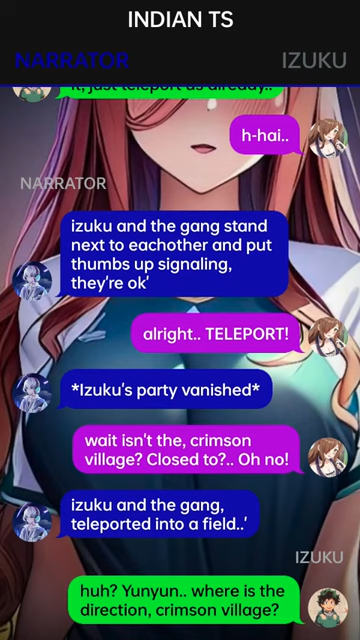 INDIAN TS
NARRATOR
IZUKU
it, just teleport us already..
h-hai..
NARRATOR
izuku and the gang stand
next to eachother and put
thumbs up signaling,
they're ok'
alright.. TELEPORT!
*Izuku's party vanished*
wait isn't the, crimson
village? Closed to?.. Oh no!
izuku and the gang,
teleported into a field..'
IZUKU
huh? Yunyun.. where is the
direction, crimson village?